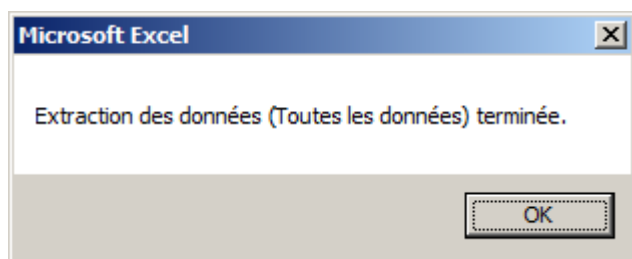 Microsoft Excel
Extraction des données (Toutes les données) terminée.
OK